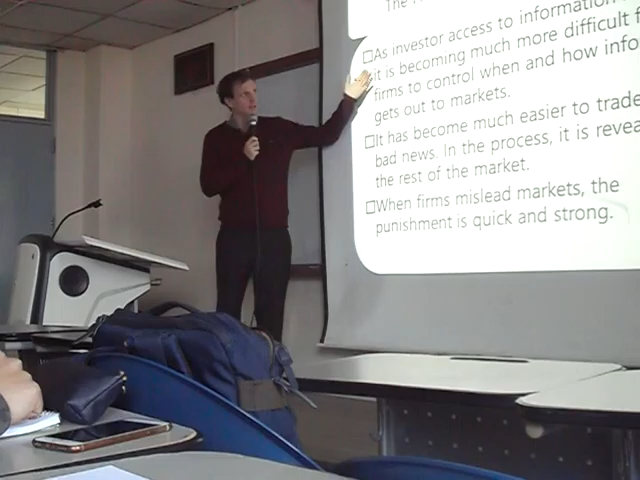 The
□As investor access to information
it is becoming much more difficult f
firms to control when and how info
gets out to markets.
□It has become much easier to trade
bad news. In the process, it is revea
the rest of the market.
□When firms mislead markets, the
punishment is quick and strong.